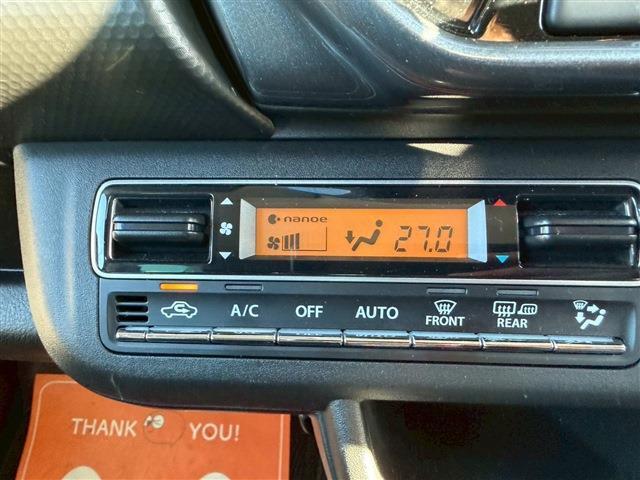 nanoe
27.0
A/C OFF AUTO FRONT REAR
THANK YOU!